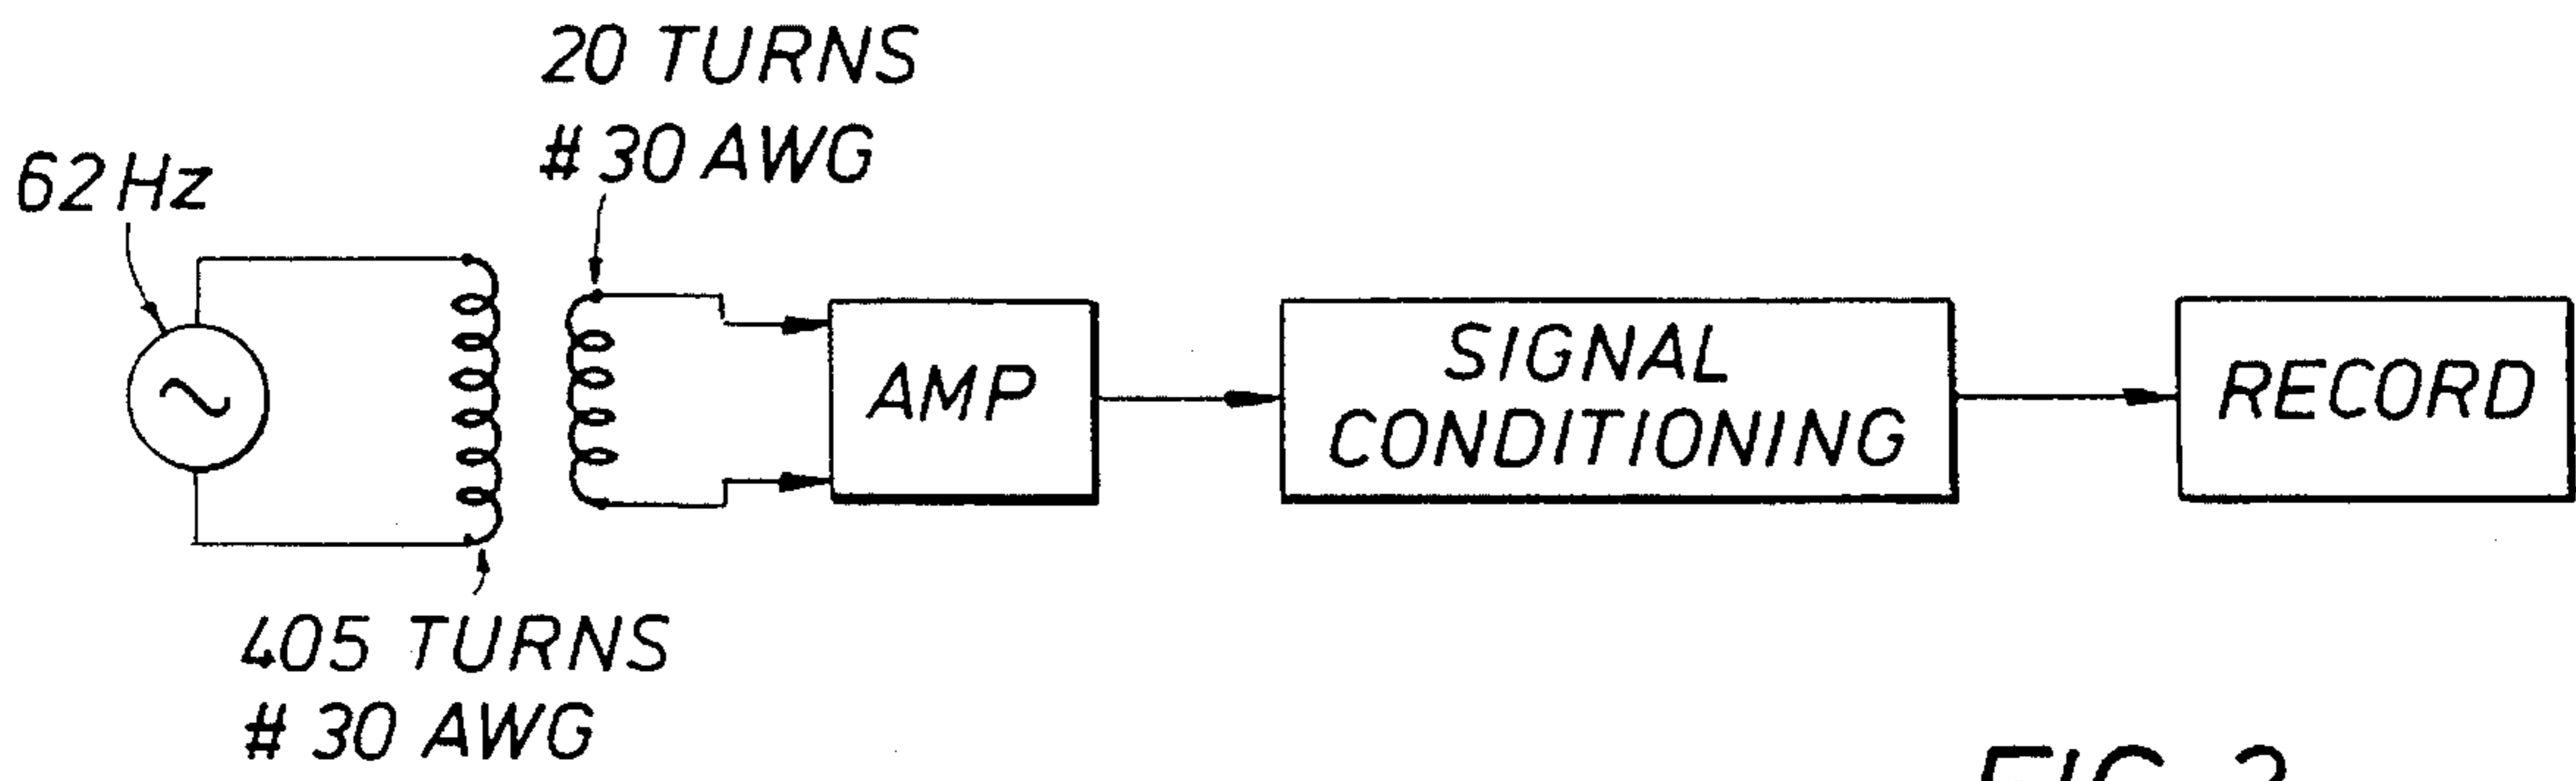 20 TURNS
# 30 AWG
62 Hz
AMP
SIGNAL
CONDITIONING
RECORD
405 TURNS
# 30 AWG